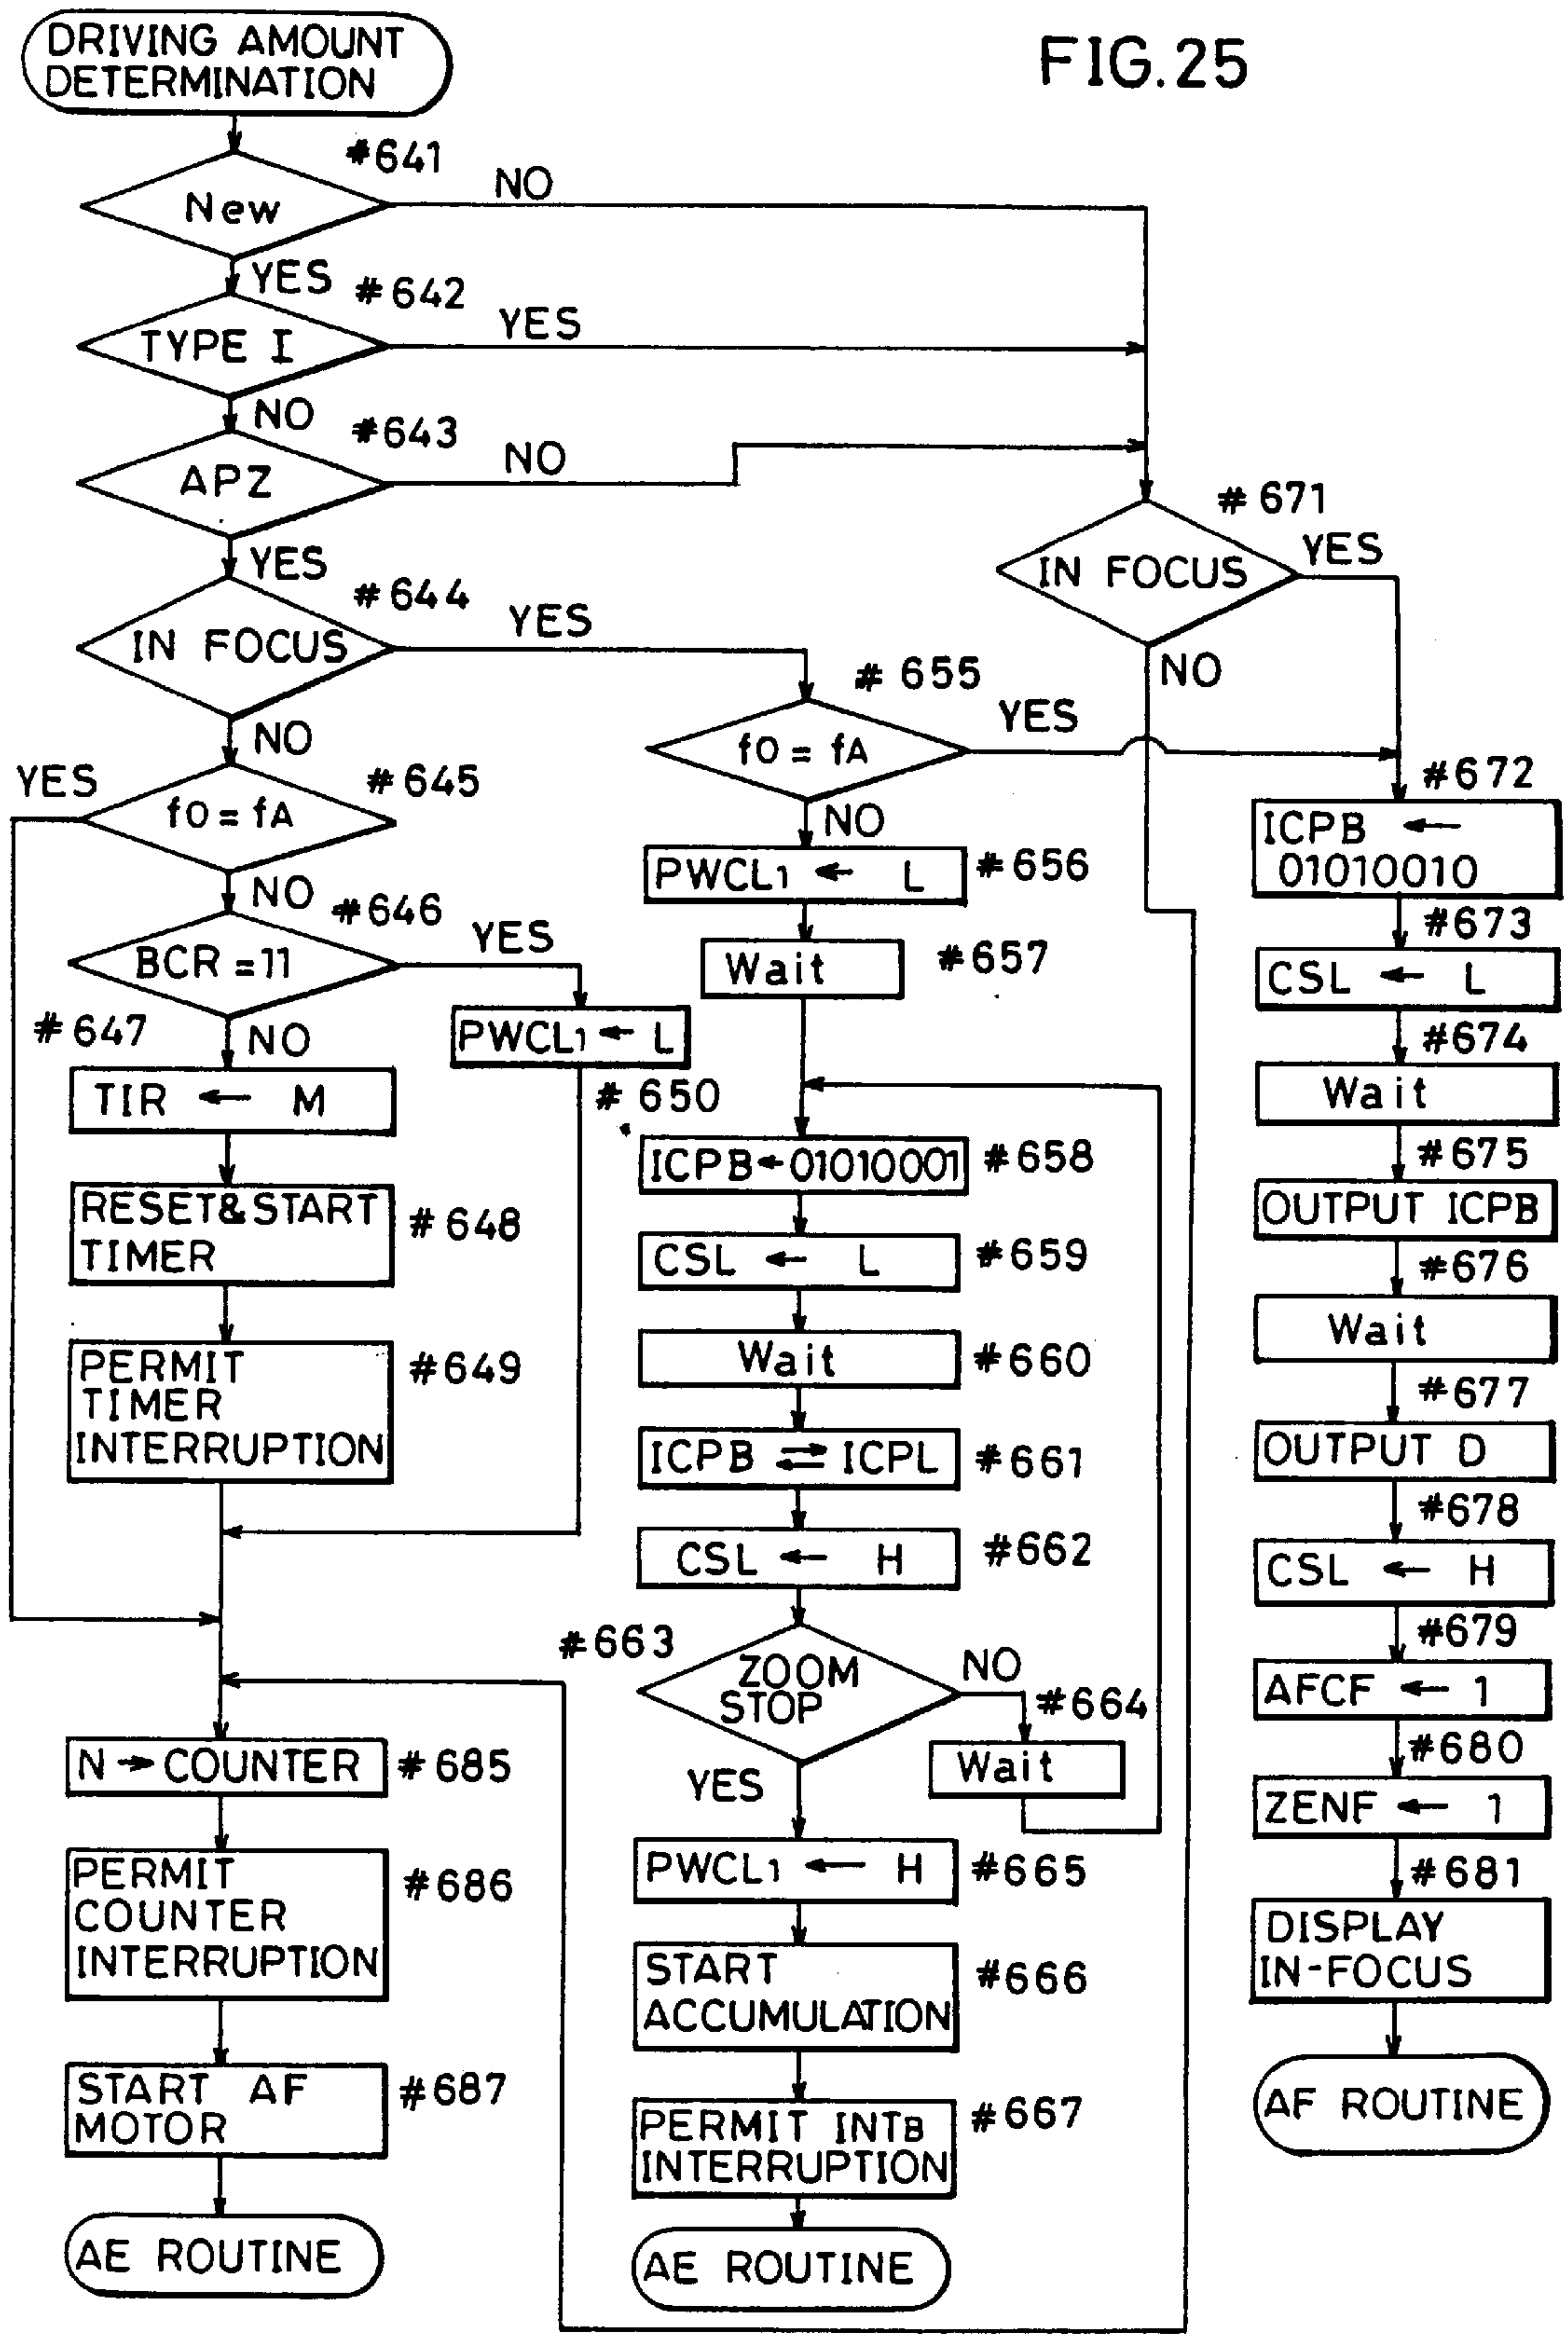 FIG.25
DRIVING AMOUNT
DETERMINATION
#641
New
NO
YES
#642
TYPE I
YES
NO
#643
APZ
NO
YES
#644
IN FOCUS
YES
NO
YES
#645
fO = fA
NO
#646
BCR = 11
YES
#647
NO
TIR ← M
PWCL1 ← L
#650
RESET&START
TIMER
#648
PERMIT
TIMER
INTERRUPTION
#649
N → COUNTER
#685
PERMIT
COUNTER
INTERRUPTION
#686
START AF
MOTOR
#687
AE ROUTINE
#655
fO = fA
YES
NO
PWCL1 ← L
#656
Wait
#657
ICPB ← 01010001
#658
CSL ← L
#659
Wait
#660
ICPB ⇄ ICPL
#661
CSL ← H
#662
#663
ZOOM
STOP
NO
#664
Wait
YES
PWCL1 ← H
#665
START
ACCUMULATION
#666
PERMIT INTB
INTERRUPTION
#667
AE ROUTINE
#671
IN FOCUS
YES
NO
#672
ICPB ←
01010010
#673
CSL ← L
#674
Wait
#675
OUTPUT ICPB
#676
Wait
#677
OUTPUT D
#678
CSL ← H
#679
AFCF ← 1
#680
ZENF ← 1
#681
DISPLAY
IN-FOCUS
AF ROUTINE